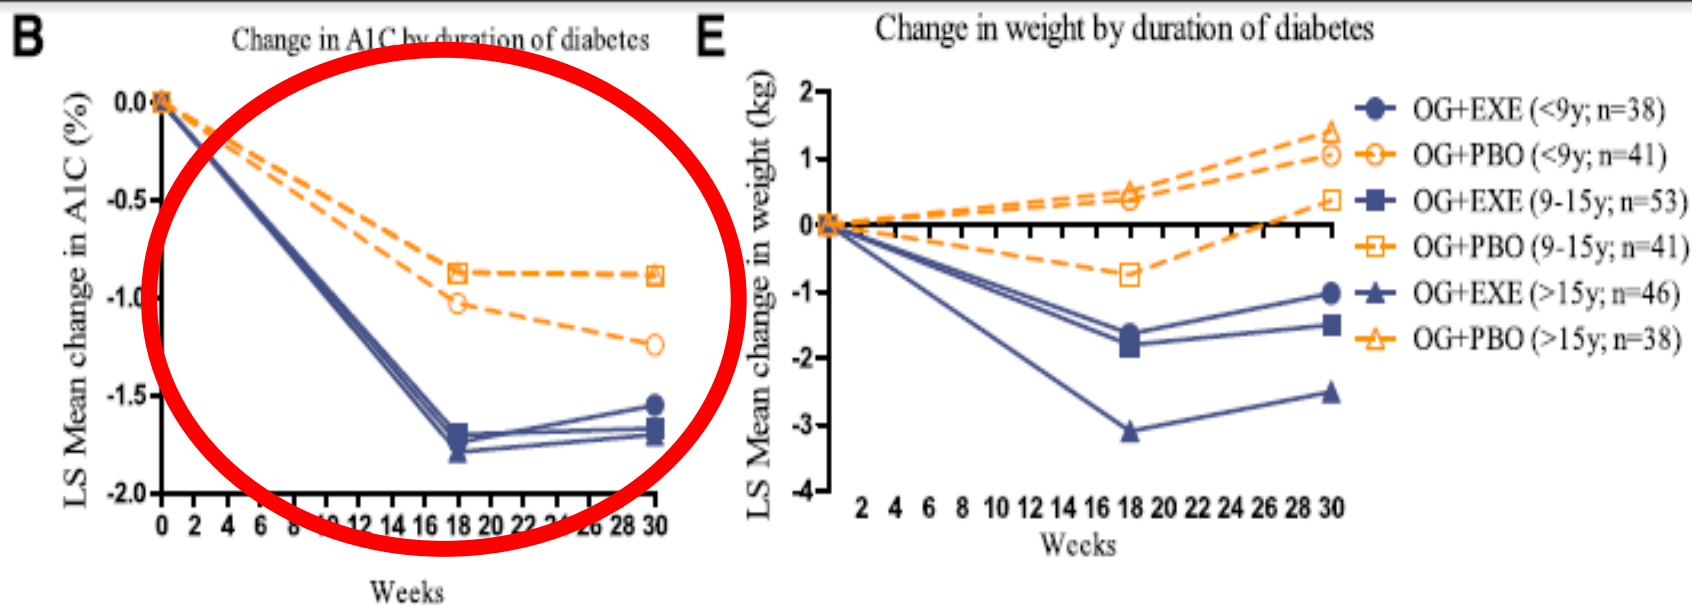 B
Change in A1C by duration of diabetes
LS Mean change in A1C (%)
0.0
-0.5
-1.0
-1.5
-2.0
0 2 4 6 8 10 12 14 16 18 20 22 24 26 28 30
Weeks
E
Change in weight by duration of diabetes
LS Mean change in weight (kg)
2
1
0
-1
-2
-3
-4
2 4 6 8 10 12 14 16 18 20 22 24 26 28 30
Weeks
OG+EXE (<9y; n=38)
OG+PBO (<9y; n=41)
OG+EXE (9-15y; n=53)
OG+PBO (9-15y; n=41)
OG+EXE (>15y; n=46)
OG+PBO (>15y; n=38)